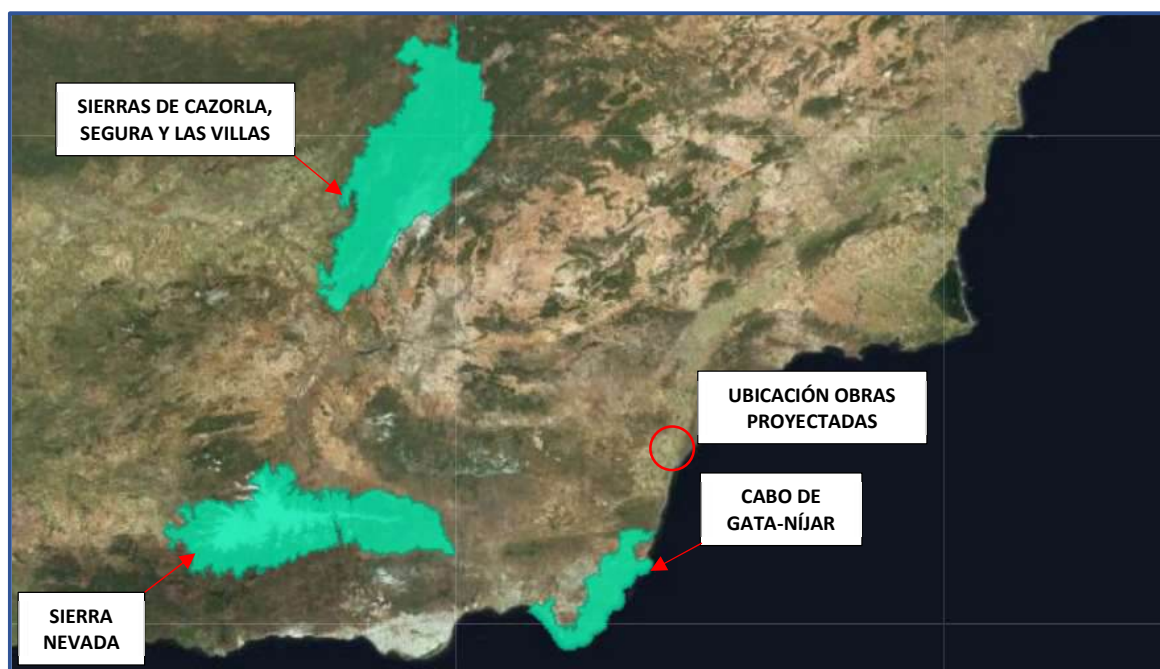 SIERRAS DE CAZORLA,
SEGURA Y LAS VILLAS
UBICACIÓN OBRAS
PROYECTADAS
CABO DE
GATA-NÍJAR
SIERRA
NEVADA